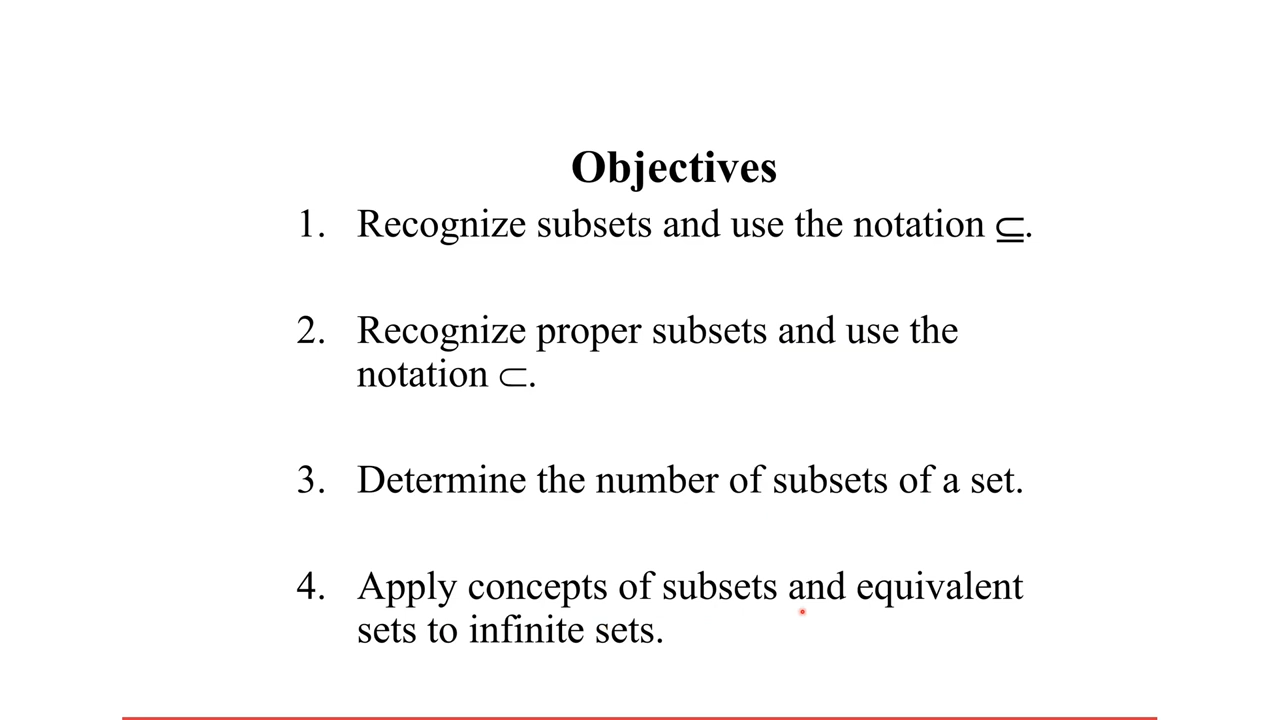 Objectives
1. Recognize subsets and use the notation ⊆.
2. Recognize proper subsets and use the
notation ⊂.
3. Determine the number of subsets of a set.
4. Apply concepts of subsets and equivalent
sets to infinite sets.